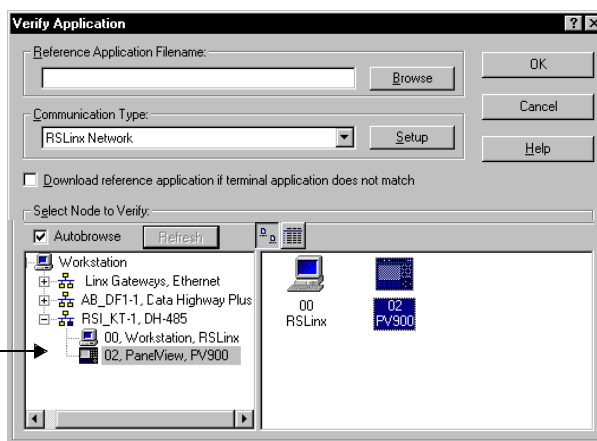 Verify Application
Reference Application Filename:
Browse
OK
Cancel
Help
Communication Type:
RSLinx Network
Setup
Download reference application if terminal application does not match
Select Node to Verify:
Autobrowse
Refresh
Workstation
Linx Gateways, Ethernet
AB_DF1-1, Data Highway Plus
RSI_KT-1, DH-485
00, Workstation, RSLinx
02, PanelView, PV900
00
RSLinx
02
PV900